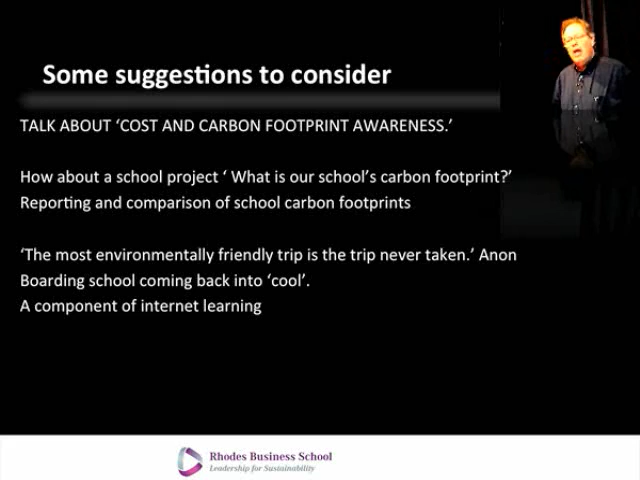 Some suggestions to consider
TALK ABOUT ‘COST AND CARBON FOOTPRINT AWARENESS.’
How about a school project ‘ What is our school’s carbon footprint?’
Reporting and comparison of school carbon footprints
‘The most environmentally friendly trip is the trip never taken.’ Anon
Boarding school coming back into ‘cool’.
A component of internet learning
Rhodes Business School
Leadership for Sustainability